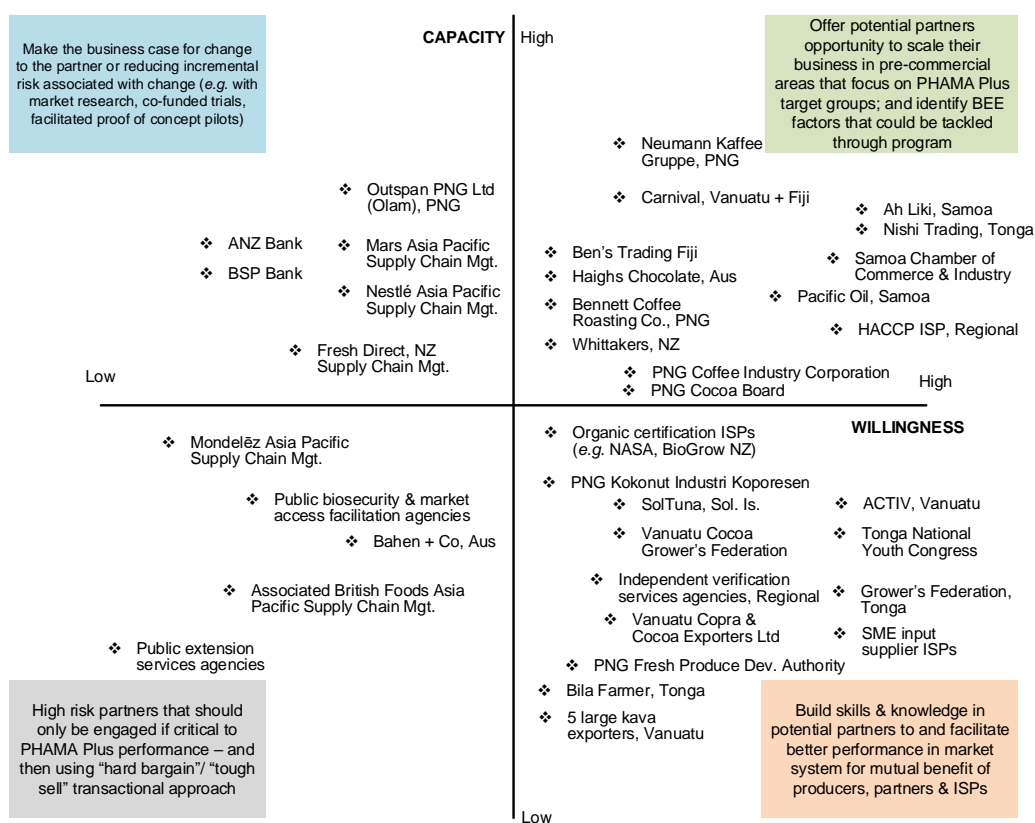 Make the business case for change
to the partner or reducing incremental
risk associated with change (e.g. with
market research, co-funded trials,
facilitated proof of concept pilots)
CAPACITY
High
Offer potential partners
opportunity to scale their
business in pre-commercial
areas that focus on PHAMA Plus
target groups; and identify BEE
factors that could be tackled
through program
❖ Outspan PNG Ltd
(Olam), PNG
❖ ANZ Bank
❖ BSP Bank
❖ Mars Asia Pacific
Supply Chain Mgt.
❖ Nestlé Asia Pacific
Supply Chain Mgt.
❖ Fresh Direct, NZ
Supply Chain Mgt.
Low
❖ Neumann Kaffee
Gruppe, PNG
❖ Carnival, Vanuatu + Fiji
❖ Ah Liki, Samoa
❖ Nishi Trading, Tonga
❖ Ben's Trading Fiji
❖ Haighs Chocolate, Aus
❖ Bennett Coffee
Roasting Co., PNG
❖ Whittakers, NZ
❖ Samoa Chamber of
Commerce & Industry
❖ Pacific Oil, Samoa
❖ HACCP ISP, Regional
❖ PNG Coffee Industry Corporation
❖ PNG Cocoa Board
High
WILLINGNESS
❖ Mondelēz Asia Pacific
Supply Chain Mgt.
❖ Public biosecurity & market
access facilitation agencies
❖ Bahen + Co, Aus
❖ Associated British Foods Asia
Pacific Supply Chain Mgt.
❖ Public extension
services agencies
High risk partners that should
only be engaged if critical to
PHAMA Plus performance – and
then using “hard bargain”/ “tough
sell” transactional approach
❖ Organic certification ISPs
(e.g. NASA, BioGrow NZ)
❖ PNG Kokonut Industri Koporesen
❖ SolTuna, Sol. Is.
❖ Vanuatu Cocoa
Grower's Federation
❖ Independent verification
services agencies, Regional
❖ Vanuatu Copra &
Cocoa Exporters Ltd
❖ PNG Fresh Produce Dev. Authority
❖ Bila Farmer, Tonga
❖ 5 large kava
exporters, Vanuatu
❖ ACTIV, Vanuatu
❖ Tonga National
Youth Congress
❖ Grower's Federation,
Tonga
❖ SME input
supplier ISPs
Build skills & knowledge in
potential partners to and facilitate
better performance in market
system for mutual benefit of
producers, partners & ISPs
Low